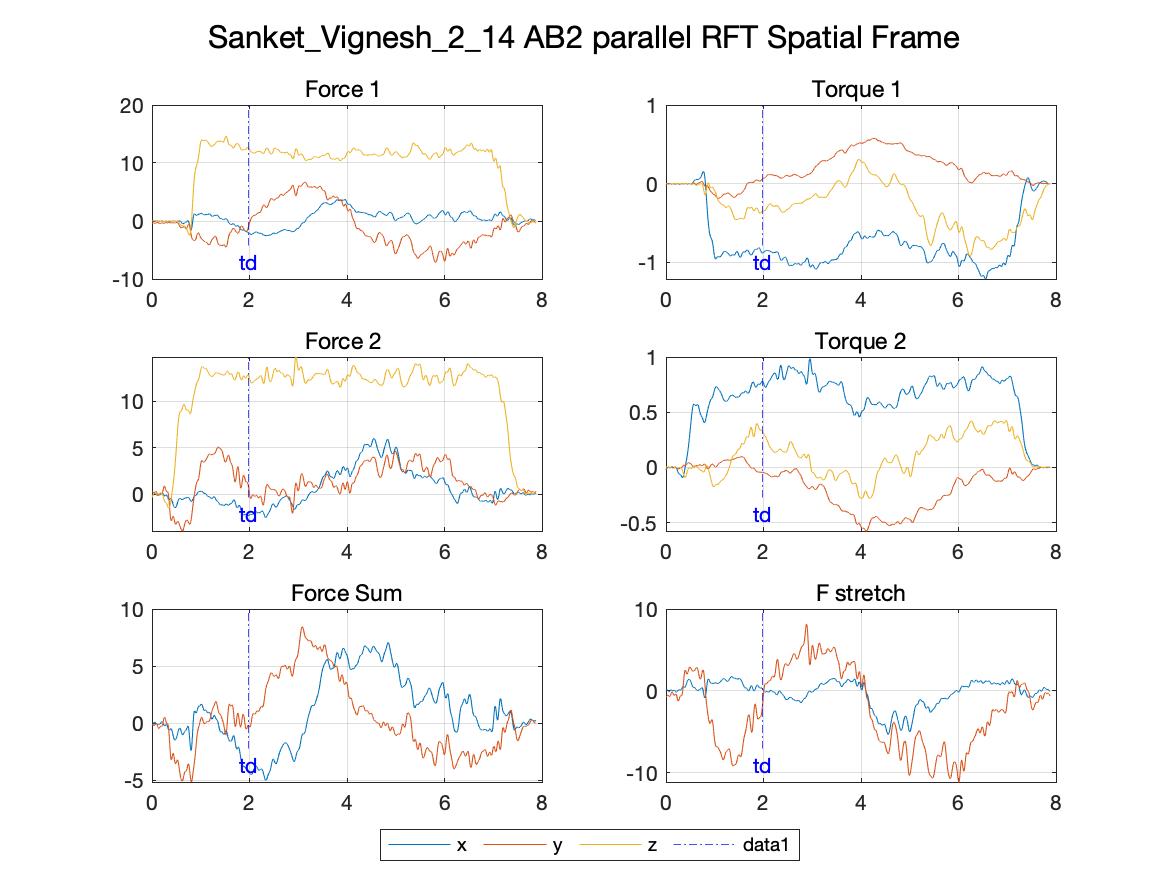 Sanket_Vignesh_2_14 AB2 parallel RFT Spatial Frame
Force 1
20
10
0
-10
td
0 2 4 6 8
Torque 1
1
0
-1
td
0 2 4 6 8
Force 2
10
5
0
td
0 2 4 6 8
Torque 2
1
0.5
0
-0.5
td
0 2 4 6 8
Force Sum
10
5
0
-5
td
0 2 4 6 8
F stretch
10
0
-10
td
0 2 4 6 8
x y z data1